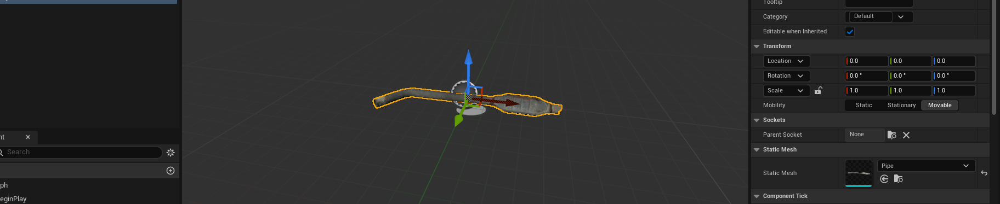 Tooltip
Category Default
Editable when Inherited
Transform
Location 0.0 0.0 0.0
Rotation 0.0 ° 0.0 ° 0.0 °
Scale 1.0 1.0 1.0
Mobility Static Stationary Movable
Sockets
Parent Socket None
Static Mesh
Static Mesh Pipe
Component Tick
nt
Search
ph
eginPlay